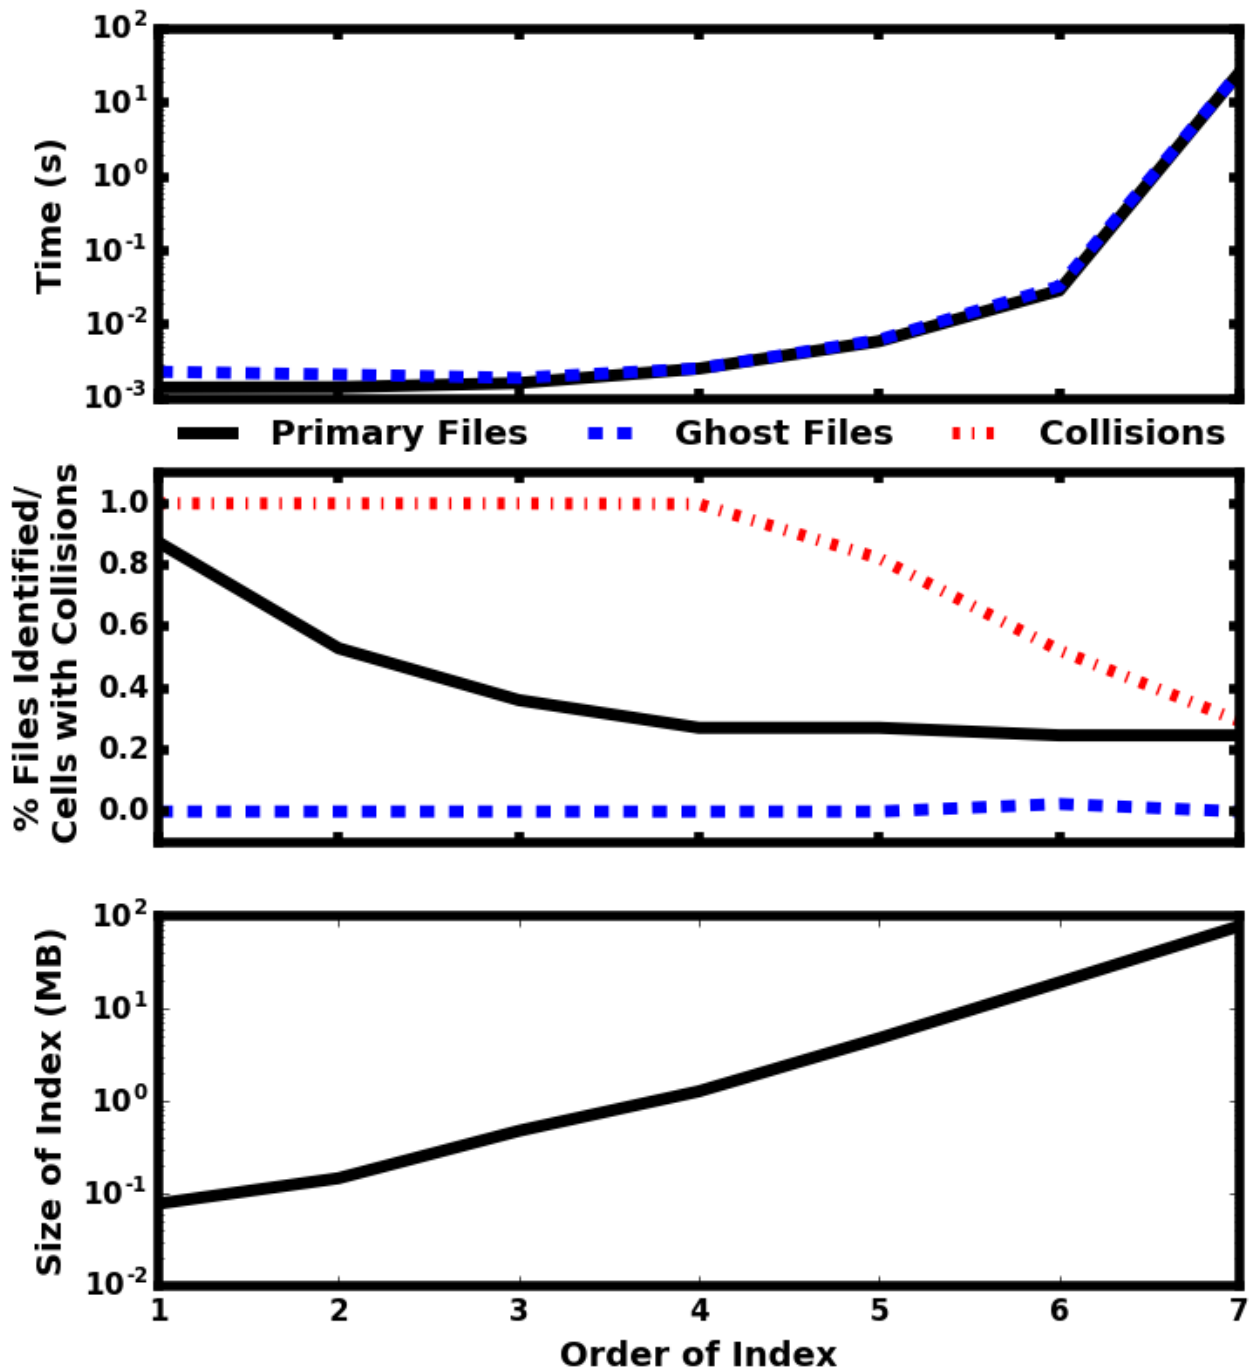 10²
10¹
10⁰
10⁻¹
10⁻²
10⁻³
Time (s)
Primary Files Ghost Files Collisions
1.0
0.8
0.6
0.4
0.2
0.0
% Files Identified/
Cells with Collisions
10²
10¹
10⁰
10⁻¹
10⁻²
Size of Index (MB)
1 2 3 4 5 6 7
Order of Index